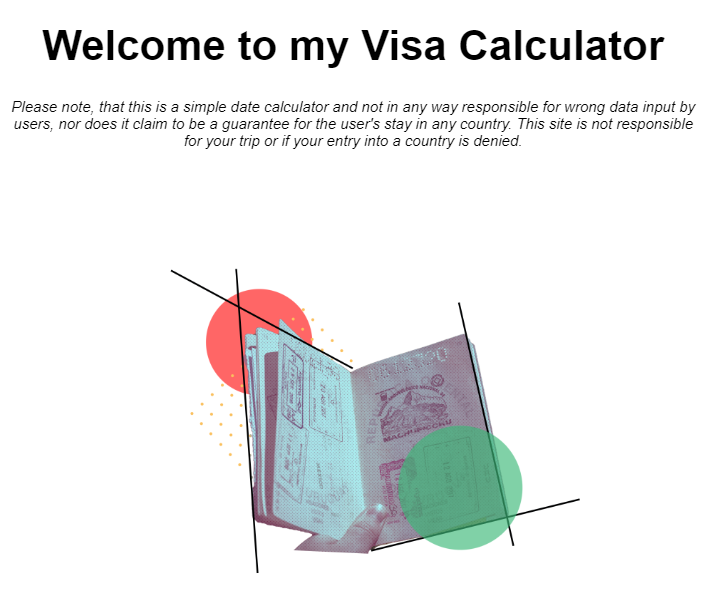 Welcome to my Visa Calculator
Please note, that this is a simple date calculator and not in any way responsible for wrong data input by
users, nor does it claim to be a guarantee for the user's stay in any country. This site is not responsible
for your trip or if your entry into a country is denied.